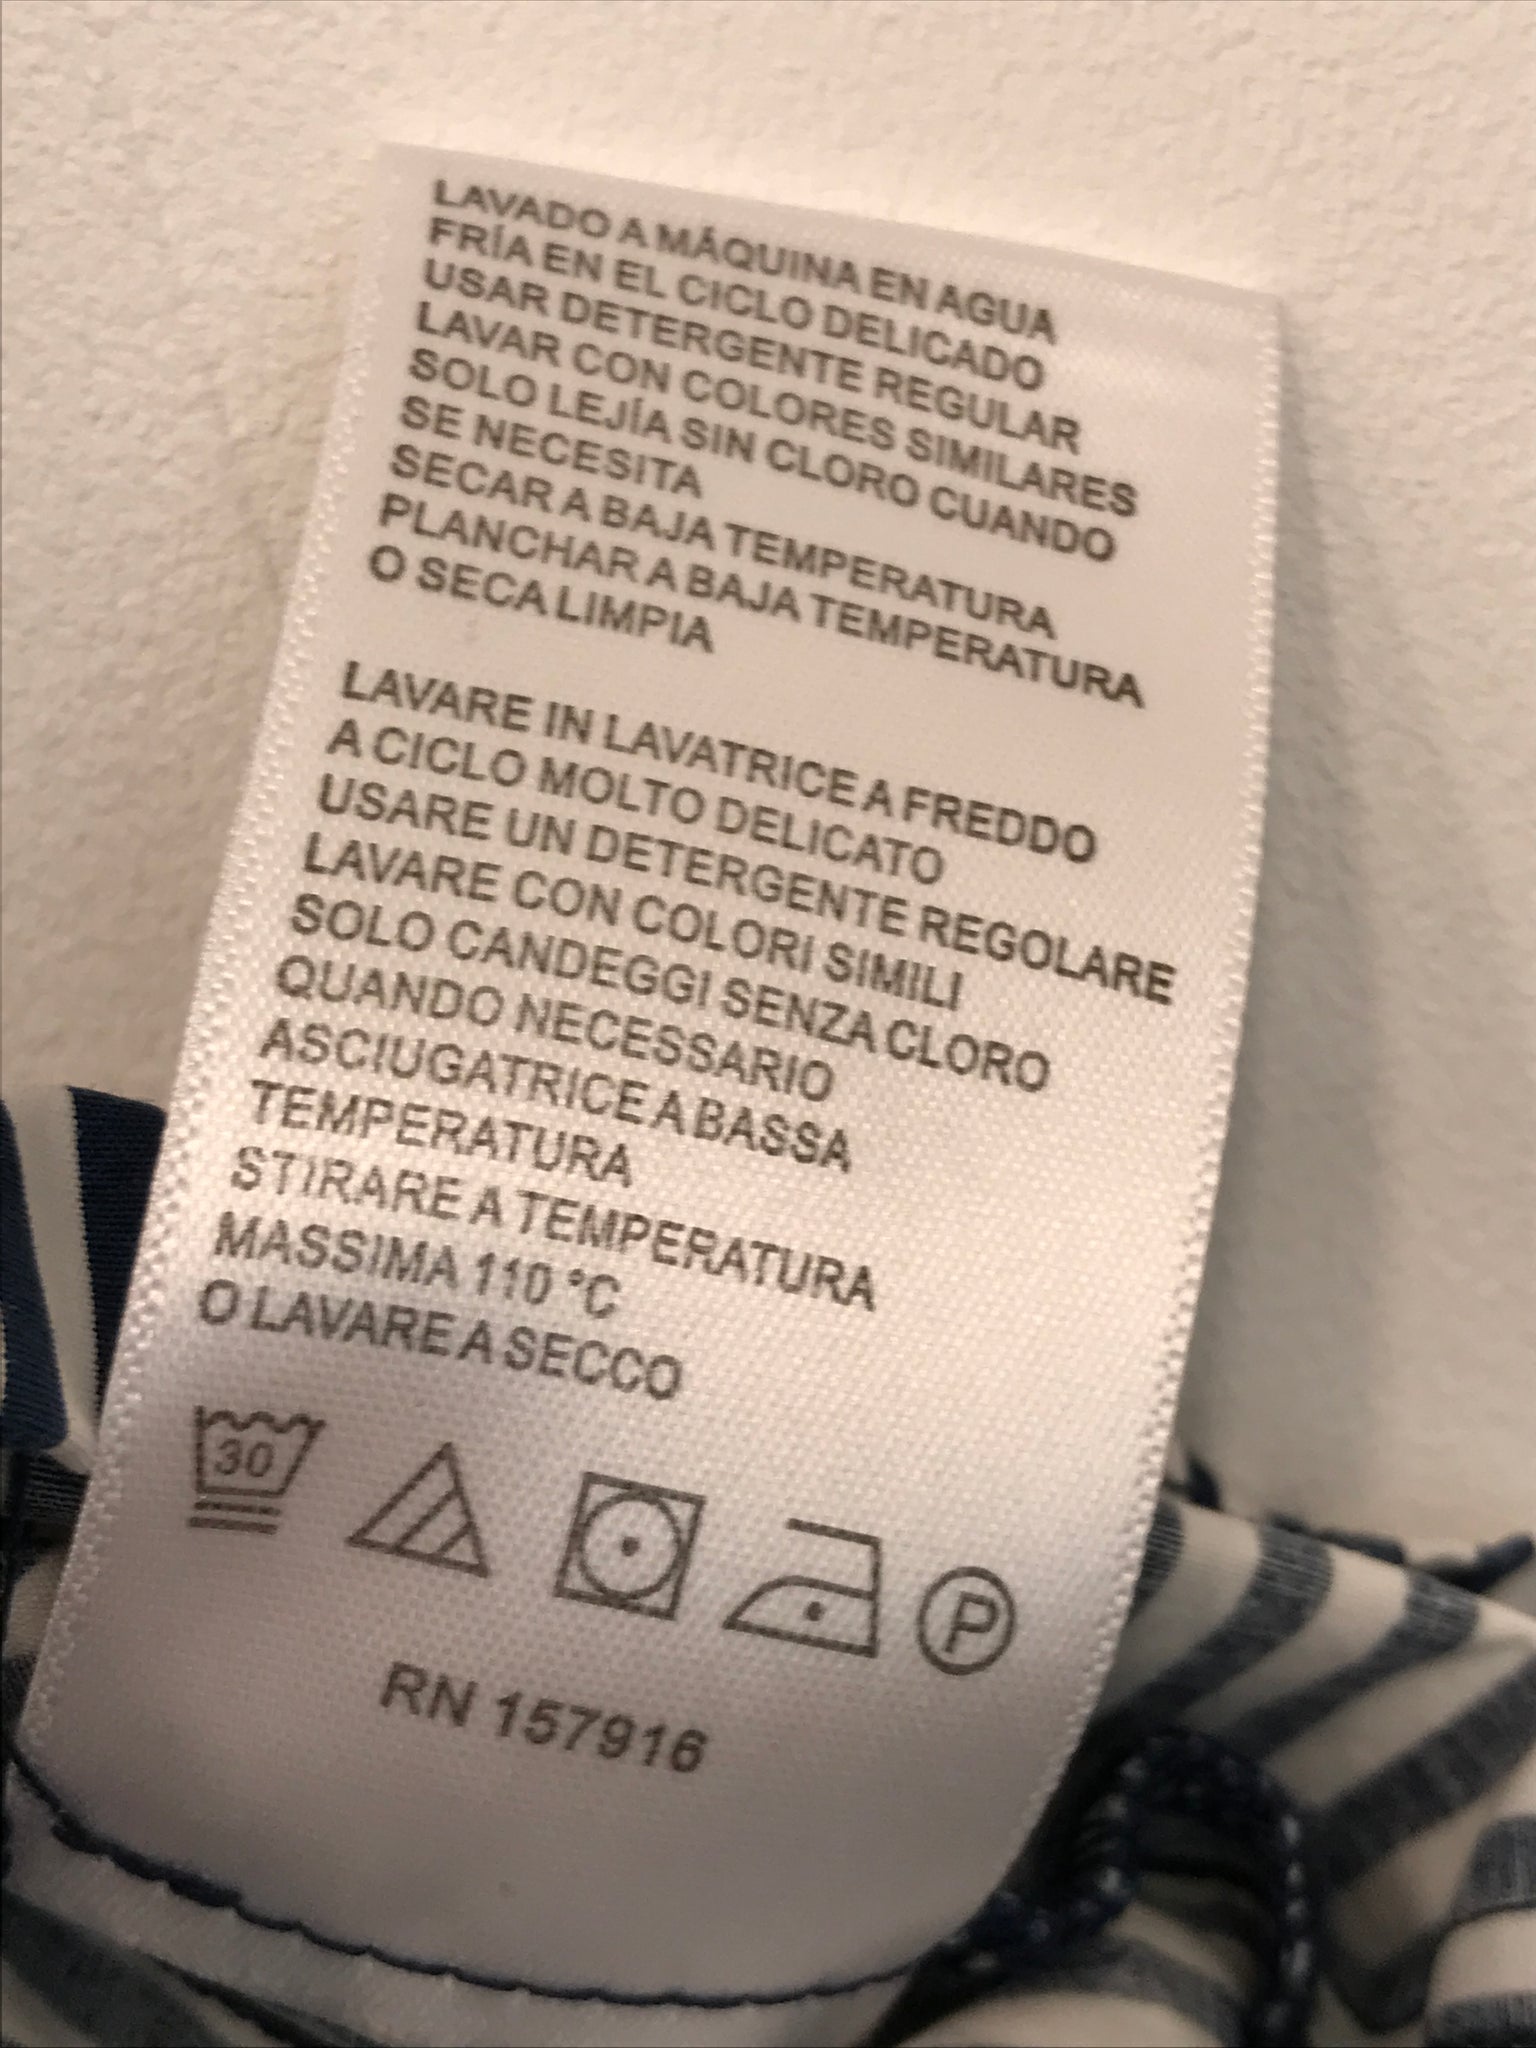 LAVADO A MÁQUINA EN AGUA
FRÍA EN EL CICLO DELICADO
USAR DETERGENTE REGULAR
LAVAR CON COLORES SIMILARES
SOLO LEJÍA SIN CLORO CUANDO
SE NECESITA
SECAR A BAJA TEMPERATURA
PLANCHAR A BAJA TEMPERATURA
O SECA LIMPIA
LAVARE IN LAVATRICE A FREDDO
A CICLO MOLTO DELICATO
USARE UN DETERGENTE REGOLARE
LAVARE CON COLORI SIMILI
SOLO CANDEGGI SENZA CLORO
QUANDO NECESSARIO
ASCIUGATRICE A BASSA
TEMPERATURA
STIRARE A TEMPERATURA
MASSIMA 110 °C
O LAVARE A SECCO
30
P
RN 157916